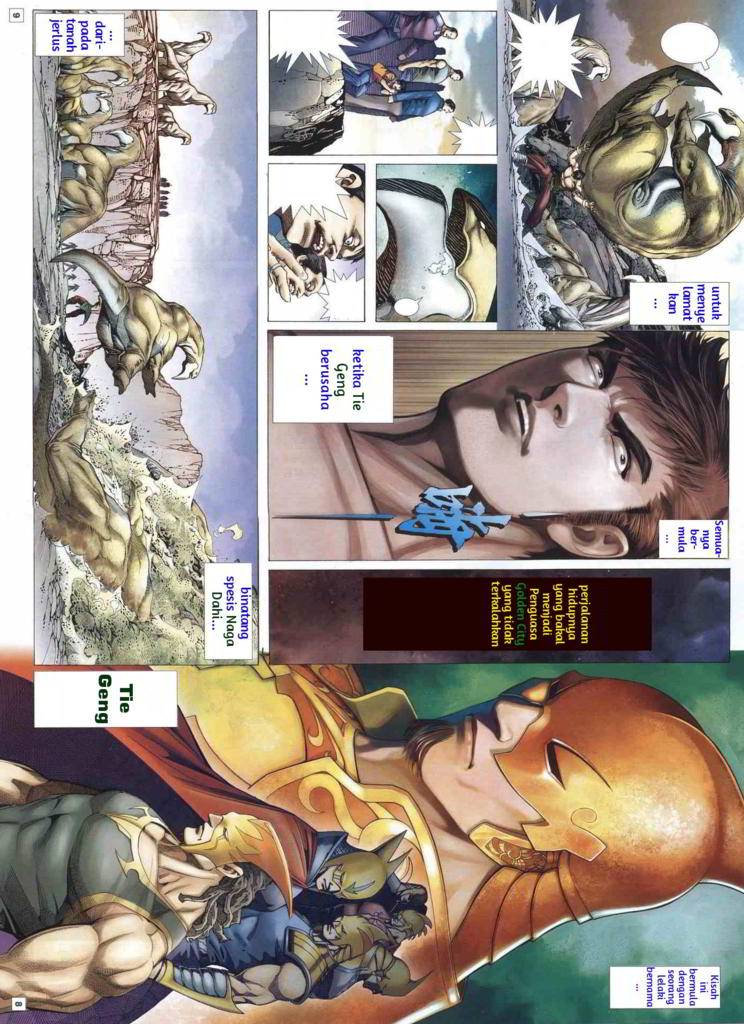 Kisah
ini
bermula
dengan
seorang
lelaki
bernama
...
Tie
Geng
8
perjalanan
hidupnya
yang bakal
menjadi
Penguasa
Golden City
yang tidak
terkalahkan
Semua-
nya
ber-
mula
...
ketika Tie
Geng
berusaha
...
untuk
menye
lamat
kan
...
binatang
spesis Naga
Dahi...
...
dari-
pada
tanah
jerlus
9